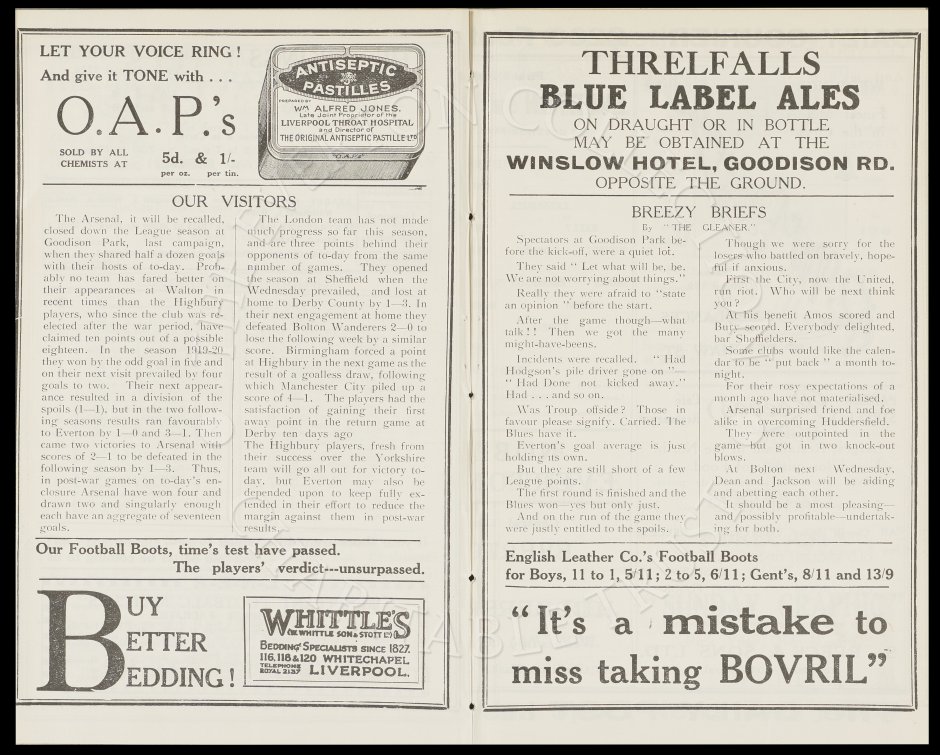 LET YOUR VOICE RING!
And give it TONE with . . .
O.A.P.'s
SOLD BY ALL
CHEMISTS AT
5d. & 1/-
per oz. per tin.
ANTISEPTIC
PASTILLES
PREPARED BY
WM ALFRED JONES.
Late Joint Proprietor of the
LIVERPOOL THROAT HOSPITAL
and Director of
THE ORIGINAL ANTISEPTIC PASTILLE LTD
"O.A.P.S"
OUR VISITORS
The Arsenal, it will be recalled,
closed down the League season at
Goodison Park, last campaign,
when they shared half a dozen goals
with their hosts of to-day. Prob-
ably no team has fared better on
their appearances at Walton in
recent times than the Highbury
players, who since the club was re-
elected after the war period, have
claimed ten points out of a possible
eighteen. In the season 1919-20
they won by the odd goal in five and
on their next visit prevailed by four
goals to two. Their next appear-
ance resulted in a division of the
spoils (1—1), but in the two follow-
ing seasons results ran favourably
to Everton by 1—0 and 3—1. Then
came two victories to Arsenal with
scores of 2—1 to be defeated in the
following season by 1—3. Thus,
in post-war games on to-day's en-
closure Arsenal have won four and
drawn two and singularly enough
each have an aggregate of seventeen
goals.
The London team has not made
much progress so far this season,
and are three points behind their
opponents of to-day from the same
number of games. They opened
the season at Sheffield when the
Wednesday prevailed, and lost at
home to Derby County by 1—3. In
their next engagement at home they
defeated Bolton Wanderers 2—0 to
lose the following week by a similar
score. Birmingham forced a point
at Highbury in the next game as the
result of a goalless draw, following
which Manchester City piled up a
score of 4—1. The players had the
satisfaction of gaining their first
away point in the return game at
Derby ten days ago
The Highbury players, fresh from
their success over the Yorkshire
team will go all out for victory to-
day, but Everton may also be
depended upon to keep fully ex-
tended in their effort to reduce the
margin against them in post-war
results.
Our Football Boots, time's test have passed.
The players' verdict---unsurpassed.
BUY
BETTER
BEDDING!
WHITTLE'S
(W. WHITTLE SON & STOTT LD)
BEDDING SPECIALISTS SINCE 1827.
116, 118 & 120 WHITECHAPEL
TELEPHONE
ROYAL 2137 LIVERPOOL.
THRELFALLS
BLUE LABEL ALES
ON DRAUGHT OR IN BOTTLE
MAY BE OBTAINED AT THE
WINSLOW HOTEL, GOODISON RD.
OPPOSITE THE GROUND.
BREEZY BRIEFS
By "THE GLEANER."
Spectators at Goodison Park be-
fore the kick-off, were a quiet lot.
They said "Let what will be, be.
We are not worrying about things."
Really they were afraid to "state
an opinion" before the start.
After the game though—what
talk!! Then we got the many
might-have-beens.
Incidents were recalled. "Had
Hodgson's pile driver gone on"—
"Had Done not kicked away."
Had . . . and so on.
Was Troup offside? Those in
favour please signify. Carried. The
Blues have it.
Everton's goal average is just
holding its own.
But they are still short of a few
League points.
The first round is finished and the
Blues won—yes but only just.
And on the run of the game they
were justly entitled to the spoils.
Though we were sorry for the
losers who battled on bravely, hope-
ful if anxious.
First the City, now the United,
run riot. Who will be next think
you?
At his benefit Amos scored and
Bury scored. Everybody delighted,
bar Sheffielders.
Some clubs would like the calen-
dar to be "put back" a month to-
night.
For their rosy expectations of a
month ago have not materialised.
Arsenal surprised friend and foe
alike in overcoming Huddersfield.
They were outpointed in the
game—but got in two knock-out
blows.
At Bolton next Wednesday,
Dean and Jackson will be aiding
and abetting each other.
It should be a most pleasing—
and possibly profitable—undertak-
ing for both.
English Leather Co.'s Football Boots
for Boys, 11 to 1, 5/11; 2 to 5, 6/11; Gent's, 8/11 and 13/9
"It's a mistake to
miss taking BOVRIL"